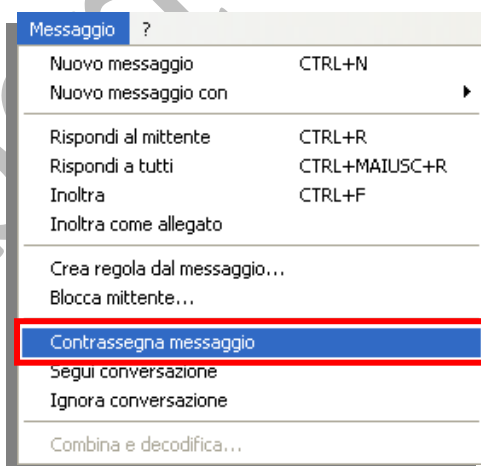 Messaggio ?
Nuovo messaggio CTRL+N
Nuovo messaggio con
Rispondi al mittente CTRL+R
Rispondi a tutti CTRL+MAIUSC+R
Inoltra CTRL+F
Inoltra come allegato
Crea regola dal messaggio...
Blocca mittente...
Contrassegna messaggio
Segui conversazione
Ignora conversazione
Combina e decodifica...